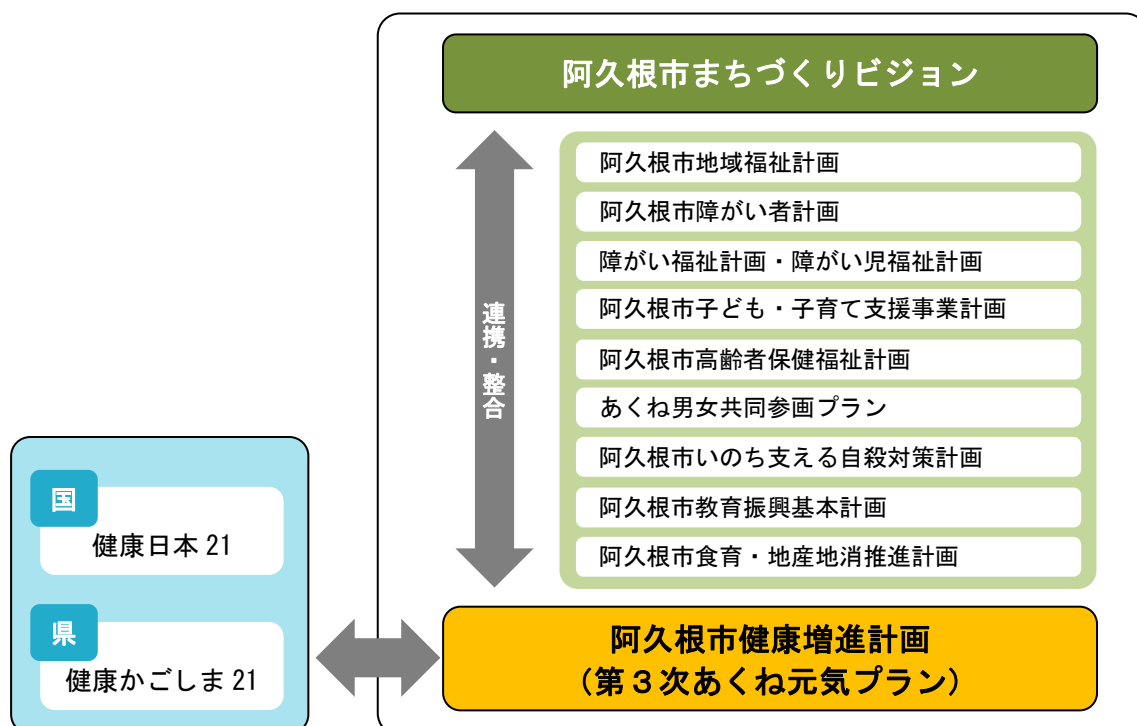 阿久根市まちづくりビジョン
連携・整合
阿久根市地域福祉計画
阿久根市障がい者計画
障がい福祉計画・障がい児福祉計画
阿久根市子ども・子育て支援事業計画
阿久根市高齢者保健福祉計画
あくね男女共同参画プラン
阿久根市いのち支える自殺対策計画
阿久根市教育振興基本計画
阿久根市食育・地産地消推進計画
国
健康日本 21
県
健康かごしま 21
阿久根市健康増進計画
（第３次あくね元気プラン）